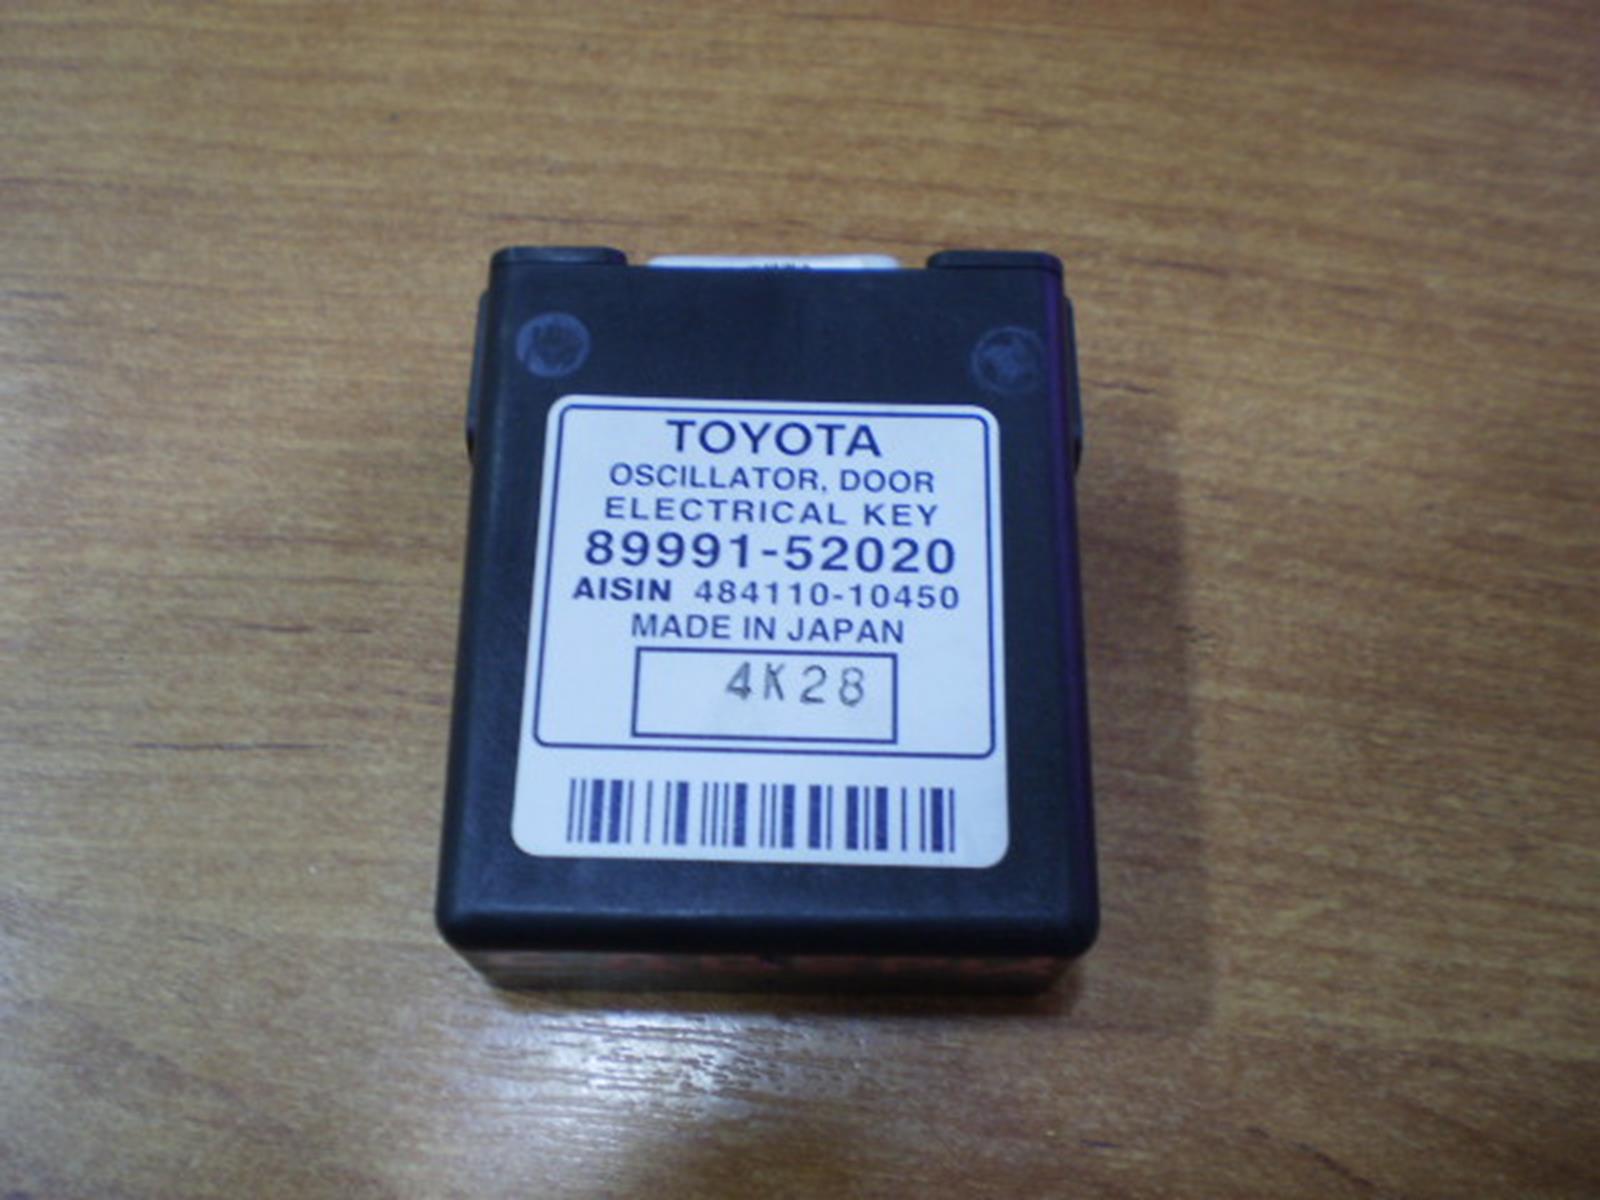 TOYOTA
OSCILLATOR, DOOR
ELECTRICAL KEY
89991-52020
AISIN 484110-10450
MADE IN JAPAN
4K28